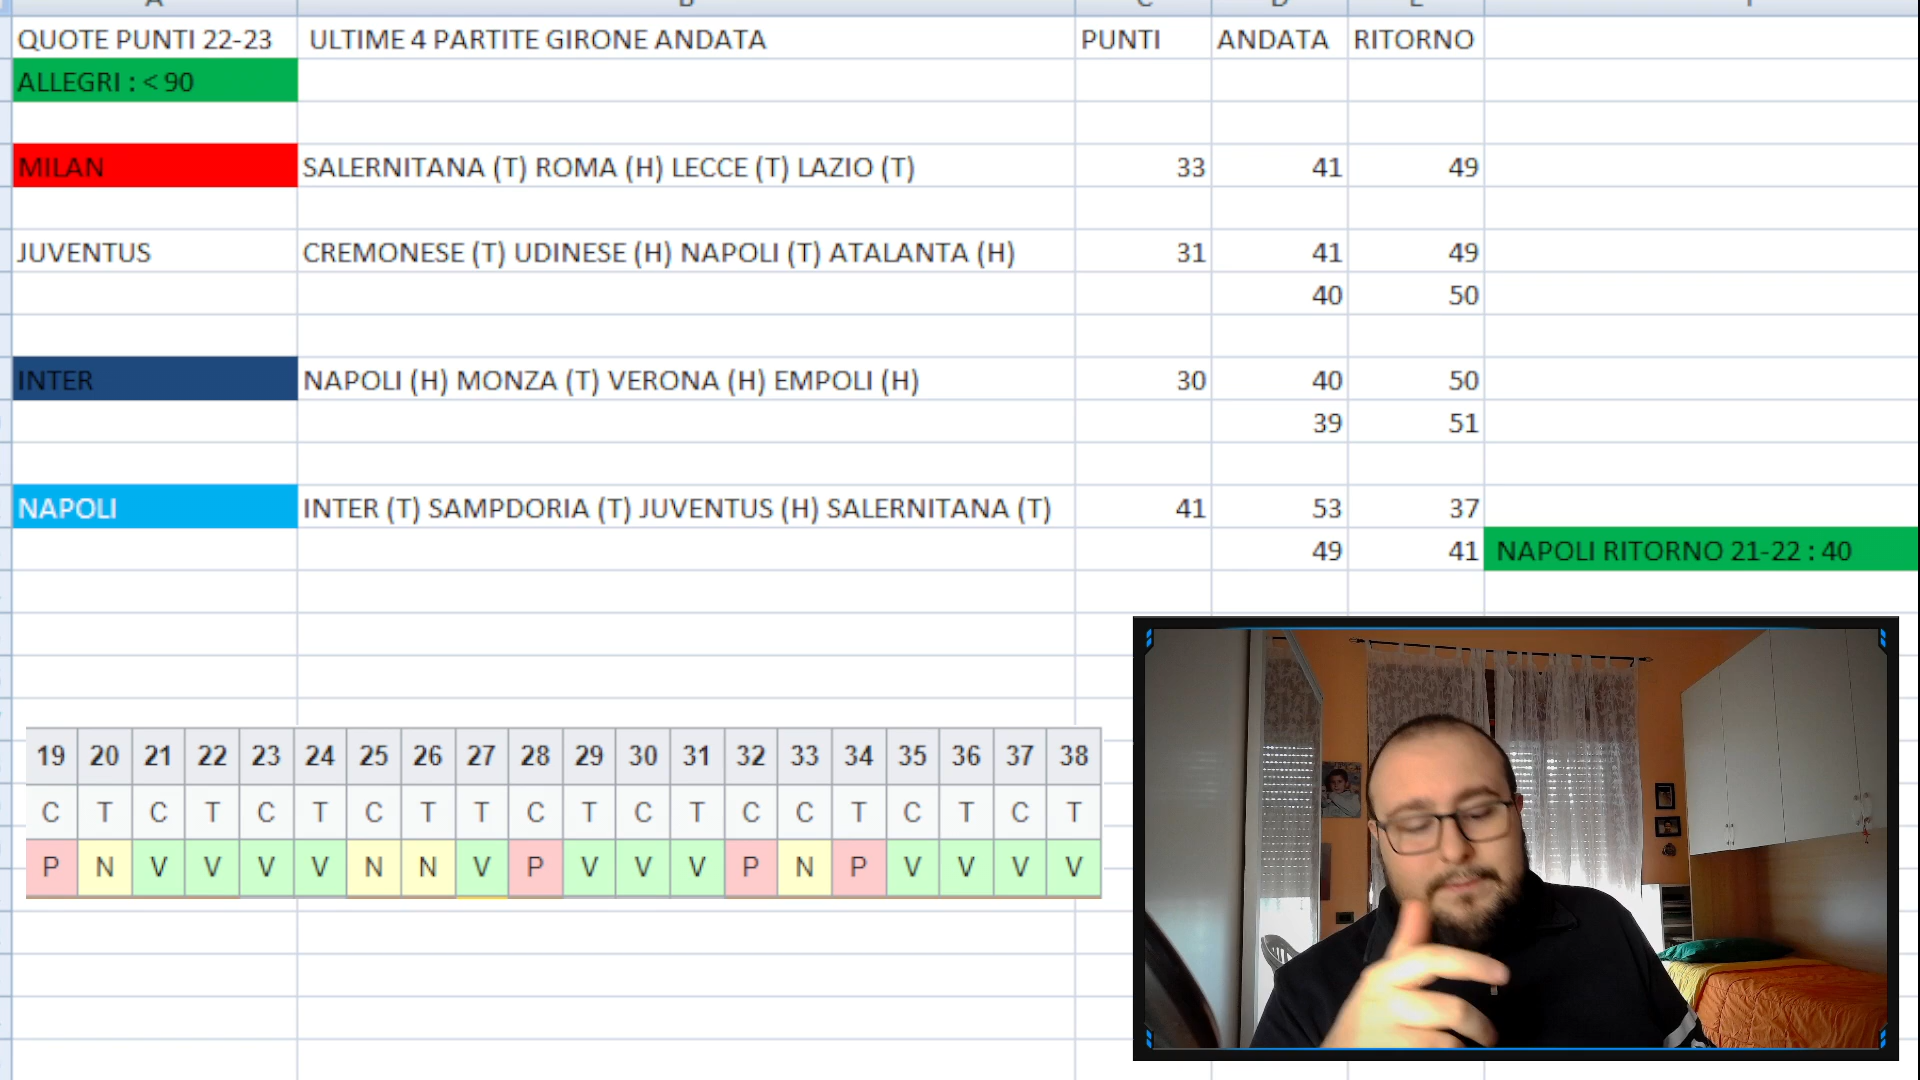 QUOTE PUNTI 22-23 ULTIME 4 PARTITE GIRONE ANDATA PUNTI ANDATA RITORNO
ALLEGRI : < 90
MILAN SALERNITANA (T) ROMA (H) LECCE (T) LAZIO (T) 33 41 49
JUVENTUS CREMONESE (T) UDINESE (H) NAPOLI (T) ATALANTA (H) 31 41 49
40 50
INTER NAPOLI (H) MONZA (T) VERONA (H) EMPOLI (H) 30 40 50
39 51
NAPOLI INTER (T) SAMPDORIA (T) JUVENTUS (H) SALERNITANA (T) 41 53 37
49 41 NAPOLI RITORNO 21-22 : 40
19 20 21 22 23 24 25 26 27 28 29 30 31 32 33 34 35 36 37 38
C T C T C T C T T C T C T C C T C T C T
P N V V V V N N V P V V V P N P V V V V